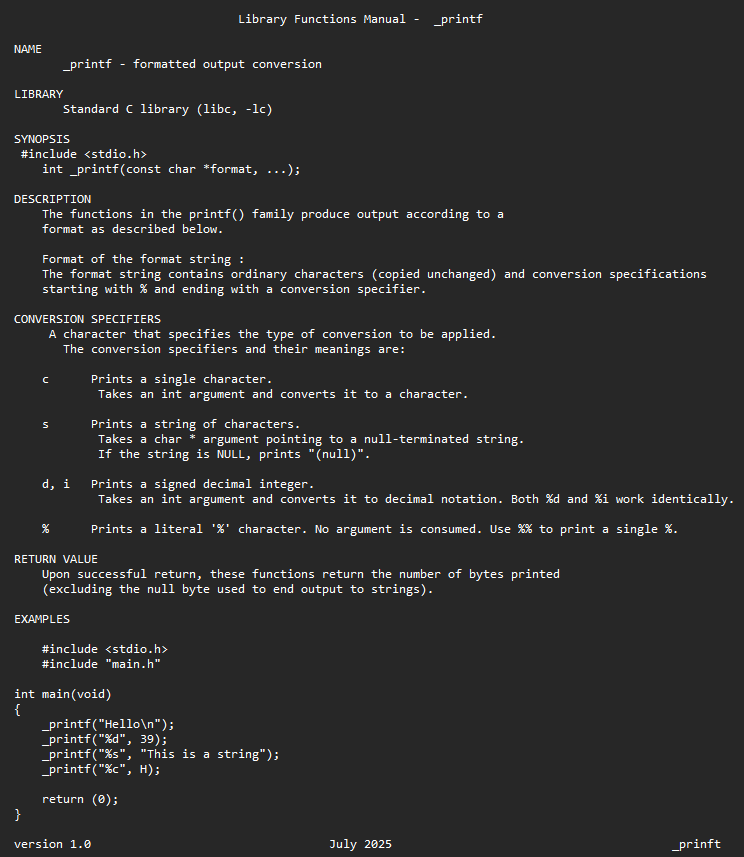 Library Functions Manual -  _printf
NAME
_printf - formatted output conversion
LIBRARY
Standard C library (libc, -lc)
SYNOPSIS
#include <stdio.h>
int _printf(const char *format, ...);
DESCRIPTION
The functions in the printf() family produce output according to a
format as described below.
Format of the format string :
The format string contains ordinary characters (copied unchanged) and conversion specifications
starting with % and ending with a conversion specifier.
CONVERSION SPECIFIERS
A character that specifies the type of conversion to be applied.
The conversion specifiers and their meanings are:
c      Prints a single character.
Takes an int argument and converts it to a character.
s      Prints a string of characters.
Takes a char * argument pointing to a null-terminated string.
If the string is NULL, prints "(null)".
d, i   Prints a signed decimal integer.
Takes an int argument and converts it to decimal notation. Both %d and %i work identically.
%      Prints a literal '%' character. No argument is consumed. Use %% to print a single %.
RETURN VALUE
Upon successful return, these functions return the number of bytes printed
(excluding the null byte used to end output to strings).
EXAMPLES
#include <stdio.h>
#include "main.h"
int main(void)
{
_printf("Hello\n");
_printf("%d", 39);
_printf("%s", "This is a string");
_printf("%c", H);
return (0);
}
version 1.0                                  July 2025                                        _prinft